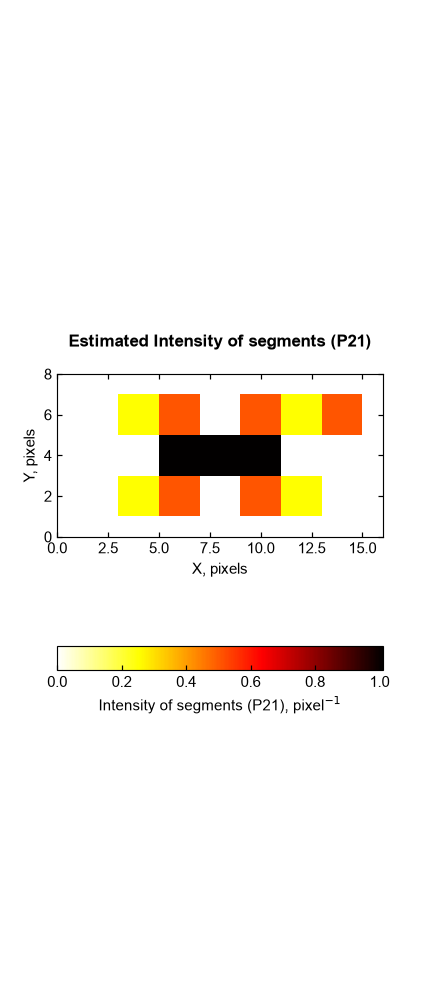 Estimated Intensity of segments (P21)
8
6
4
2
0
Y, pixels
0.0 2.5 5.0 7.5 10.0 12.5 15.0
X, pixels
0.0 0.2 0.4 0.6 0.8 1.0
Intensity of segments (P21), pixel⁻¹